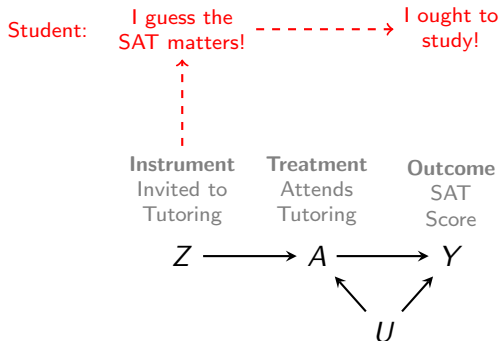 Student:
I guess the
SAT matters!
I ought to
study!
Instrument
Invited to
Tutoring
Treatment
Attends
Tutoring
Outcome
SAT
Score
Z
A
Y
U